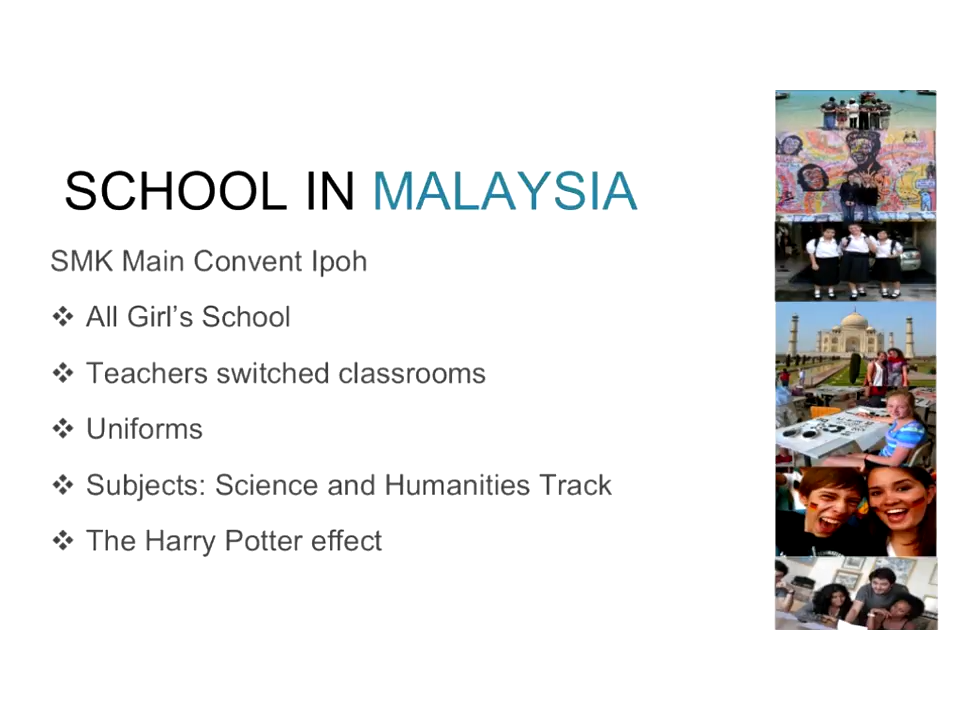 SCHOOL IN MALAYSIA
SMK Main Convent Ipoh
❖ All Girl’s School
❖ Teachers switched classrooms
❖ Uniforms
❖ Subjects: Science and Humanities Track
❖ The Harry Potter effect